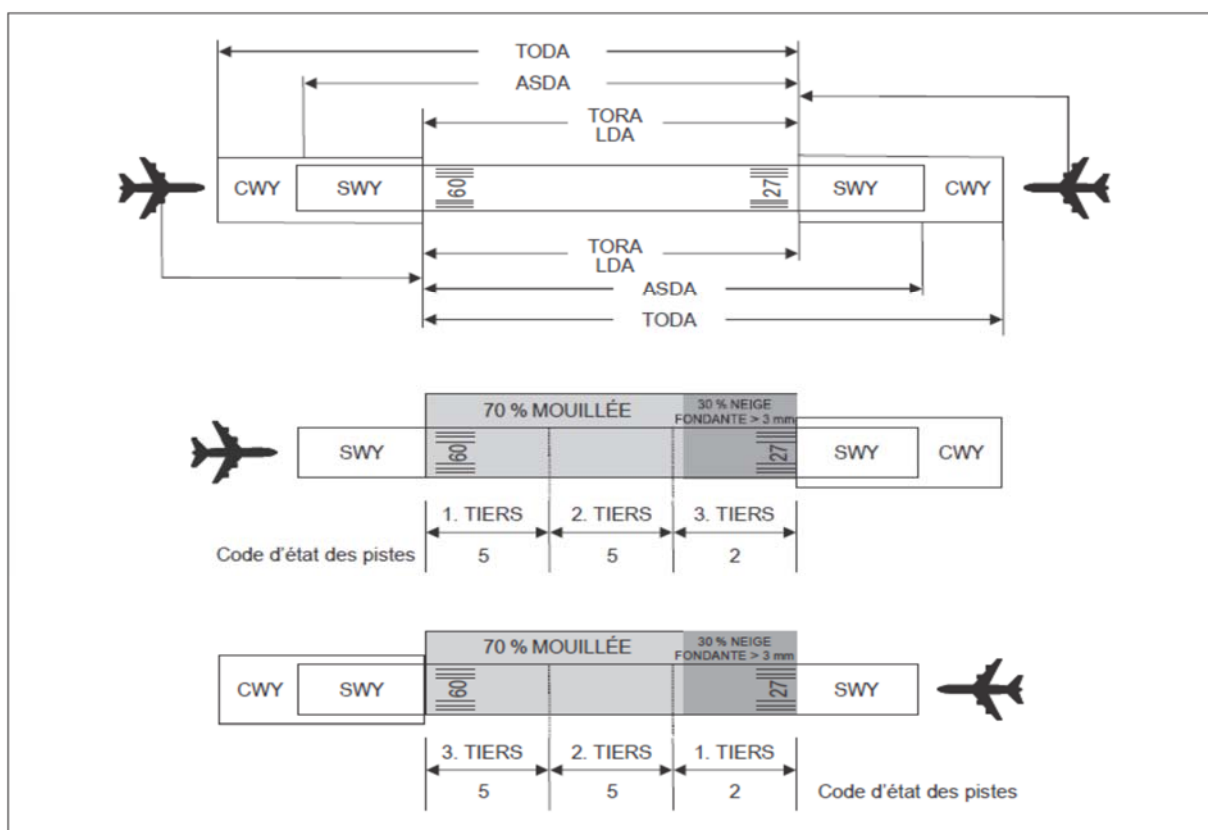 TODA
ASDA
TORA
LDA
CWY
SWY
09
27
SWY
CWY
TORA
LDA
ASDA
TODA
70 % MOUILLÉE
30 % NEIGE
FONDANTE > 3 mm
SWY
09
27
SWY
CWY
1. TIERS
2. TIERS
3. TIERS
Code d'état des pistes
5
5
2
70 % MOUILLÉE
30 % NEIGE
FONDANTE > 3 mm
CWY
SWY
09
27
SWY
3. TIERS
2. TIERS
1. TIERS
5
5
2
Code d'état des pistes